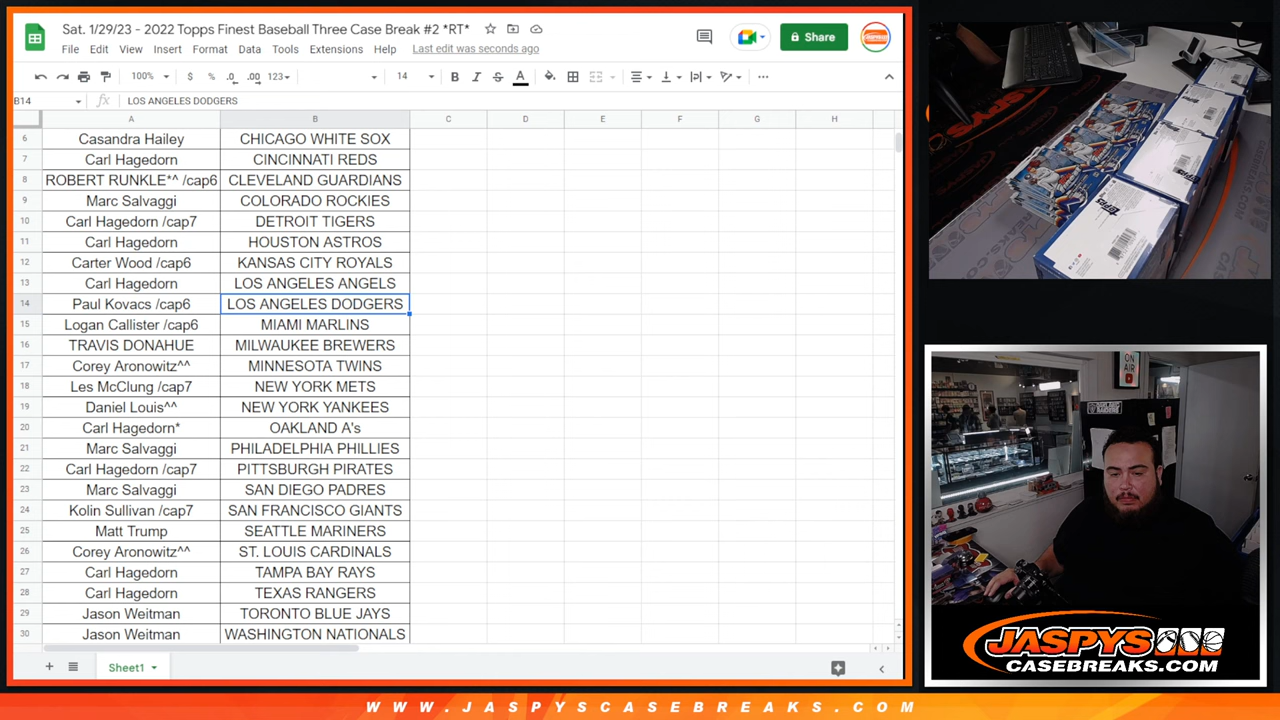 Sat. 1/29/23 - 2022 Topps Finest Baseball Three Case Break #2 *RT*
File Edit View Insert Format Data Tools Extensions Help Last edit was seconds ago
Share
100% $ % .0 .00 123 14 B I S A
B14 fx LOS ANGELES DODGERS
A B C D E F G H
6 Casandra Hailey CHICAGO WHITE SOX
7 Carl Hagedorn CINCINNATI REDS
8 ROBERT RUNKLE*^ /cap6 CLEVELAND GUARDIANS
9 Marc Salvaggi COLORADO ROCKIES
10 Carl Hagedorn /cap7 DETROIT TIGERS
11 Carl Hagedorn HOUSTON ASTROS
12 Carter Wood /cap6 KANSAS CITY ROYALS
13 Carl Hagedorn LOS ANGELES ANGELS
14 Paul Kovacs /cap6 LOS ANGELES DODGERS
15 Logan Callister /cap6 MIAMI MARLINS
16 TRAVIS DONAHUE MILWAUKEE BREWERS
17 Corey Aronowitz^^ MINNESOTA TWINS
18 Les McClung /cap7 NEW YORK METS
19 Daniel Louis^^ NEW YORK YANKEES
20 Carl Hagedorn* OAKLAND A's
21 Marc Salvaggi PHILADELPHIA PHILLIES
22 Carl Hagedorn /cap7 PITTSBURGH PIRATES
23 Marc Salvaggi SAN DIEGO PADRES
24 Kolin Sullivan /cap7 SAN FRANCISCO GIANTS
25 Matt Trump SEATTLE MARINERS
26 Corey Aronowitz^^ ST. LOUIS CARDINALS
27 Carl Hagedorn TAMPA BAY RAYS
28 Carl Hagedorn TEXAS RANGERS
29 Jason Weitman TORONTO BLUE JAYS
30 Jason Weitman WASHINGTON NATIONALS
Sheet1
topps
ON AIR
JASPYS
CASEBREAKS.COM
WWW.JASPYSCASEBREAKS.COM